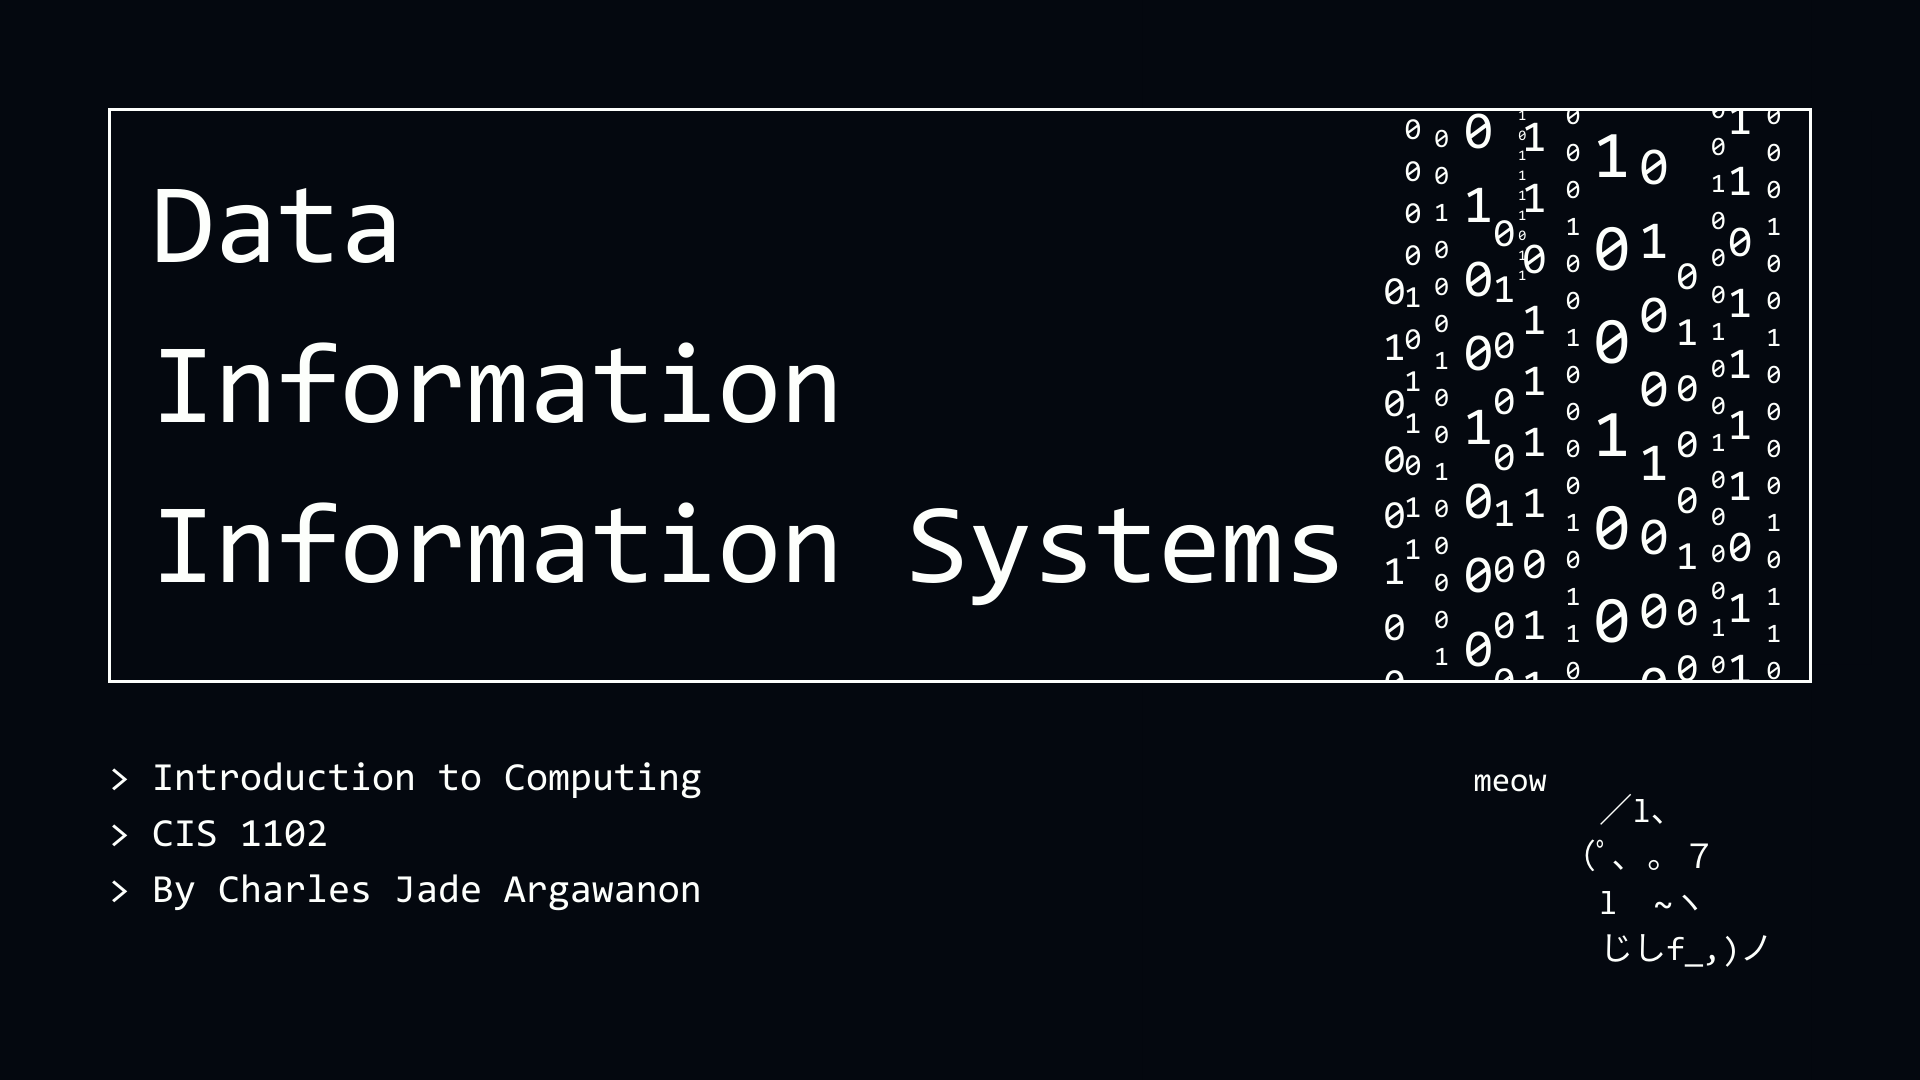 Data
Information
Information Systems
> Introduction to Computing
> CIS 1102
> By Charles Jade Argawanon
meow
／l、
(ﾟ、 。 7
l  ~ヽ
じしf_,)ノ